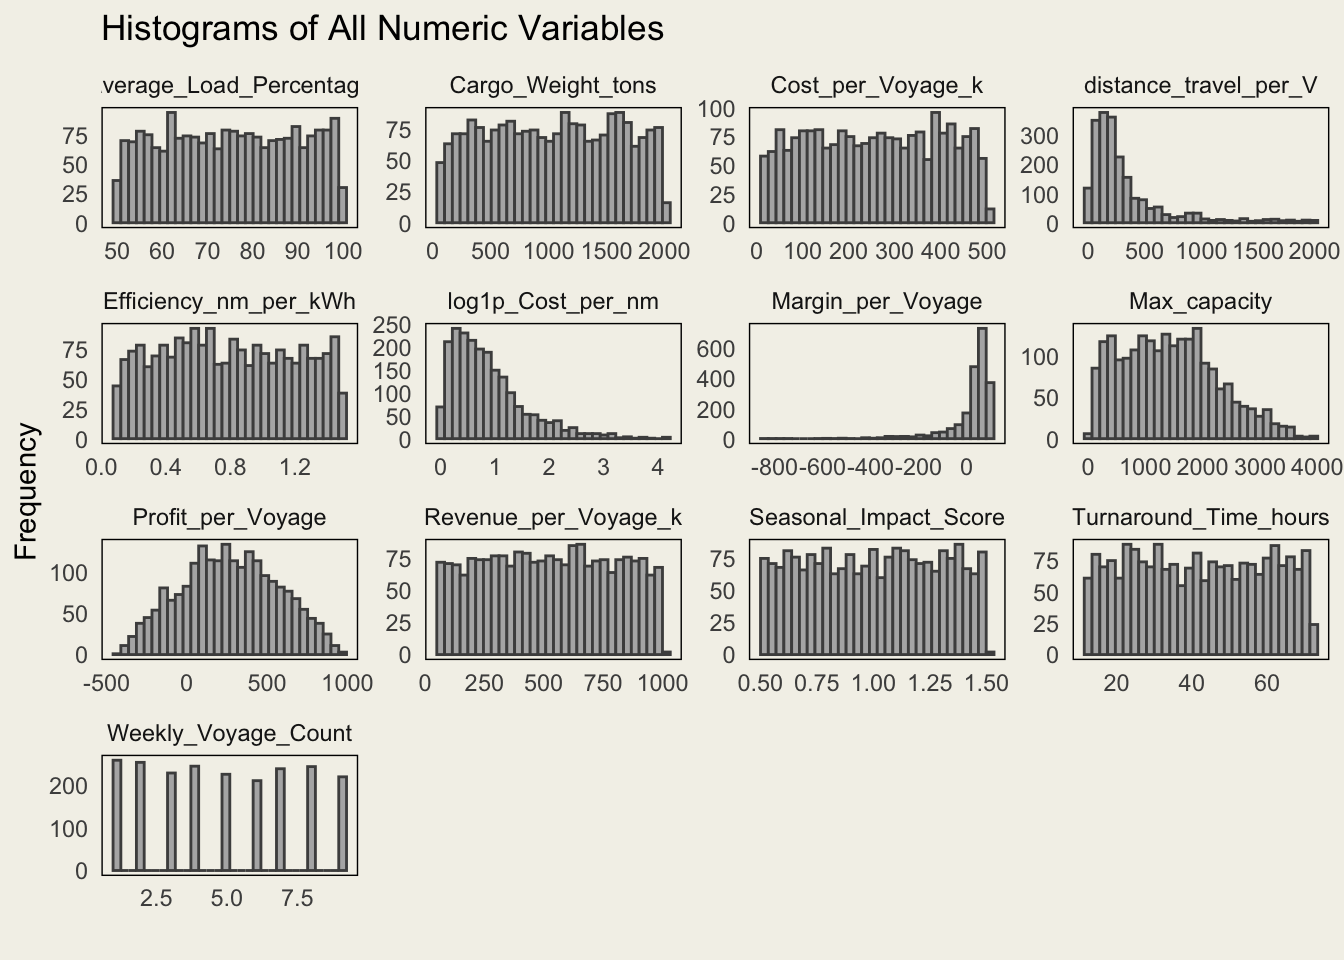 Histograms of All Numeric Variables
verage_Load_Percentag
Cargo_Weight_tons
Cost_per_Voyage_k
distance_travel_per_V
75
50
25
0
75
50
25
0
100
75
50
25
0
300
200
100
0
50 60 70 80 90 100
0 500 1000 1500 2000
0 100 200 300 400 500
0 500 1000 1500 2000
Efficiency_nm_per_kWh
log1p_Cost_per_nm
Margin_per_Voyage
Max_capacity
75
50
25
0
250
200
150
100
50
0
600
400
200
0
100
50
0
0.0 0.4 0.8 1.2
0 1 2 3 4
-800 -600 -400 -200 0
0 1000 2000 3000 4000
Frequency
Profit_per_Voyage
Revenue_per_Voyage_k
Seasonal_Impact_Score
Turnaround_Time_hours
100
50
0
75
50
25
0
75
50
25
0
75
50
25
0
-500 0 500 1000
0 250 500 750 1000
0.50 0.75 1.00 1.25 1.50
20 40 60
Weekly_Voyage_Count
200
100
0
2.5 5.0 7.5